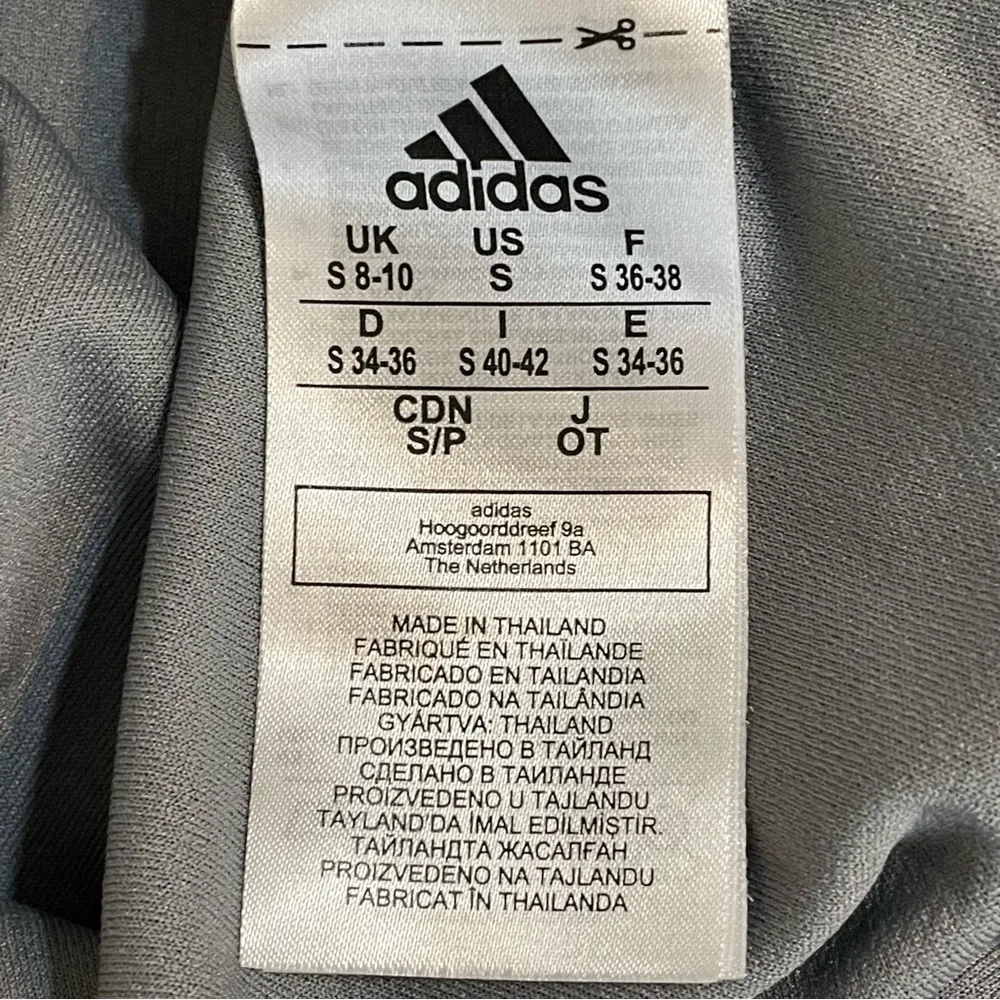 adidas
UK US F
S 8-10 S S 36-38
D I E
S 34-36 S 40-42 S 34-36
CDN J
S/P OT
adidas
Hoogoorddreef 9a
Amsterdam 1101 BA
The Netherlands
MADE IN THAILAND
FABRIQUÉ EN THAÏLANDE
FABRICADO EN TAILANDIA
FABRICADO NA TAILÂNDIA
GYÁRTVA: THAILAND
ПРОИЗВЕДЕНО В ТАЙЛАНД
СДЕЛАНО В ТАИЛАНДЕ
PROIZVEDENO U TAJLANDU
TAYLAND'DA İMAL EDİLMİŞTİR.
ТАЙЛАНДТА ЖАСАЛҒАН
PROIZVEDENO NA TAJLANDU
FABRICAT ÎN THAILANDA